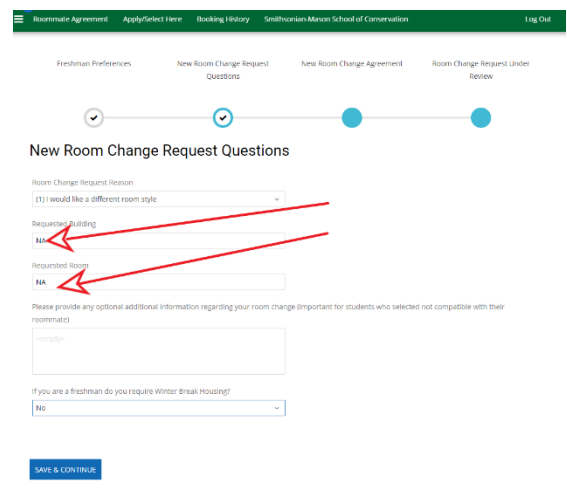 Roommate Agreement Apply/Select Here Booking History Smithsonian-Mason School of Conservation Log Out
Freshman Preferences New Room Change Request Questions New Room Change Agreement Room Change Request Under Review
New Room Change Request Questions
Room Change Request Reason
(1) I would like a different room style
Requested Building
NA
Requested Room
NA
Please provide any optional additional information regarding your room change (important for students who selected not compatible with their
roommate)
<empty>
If you are a freshman do you require Winter Break Housing?
No
SAVE & CONTINUE